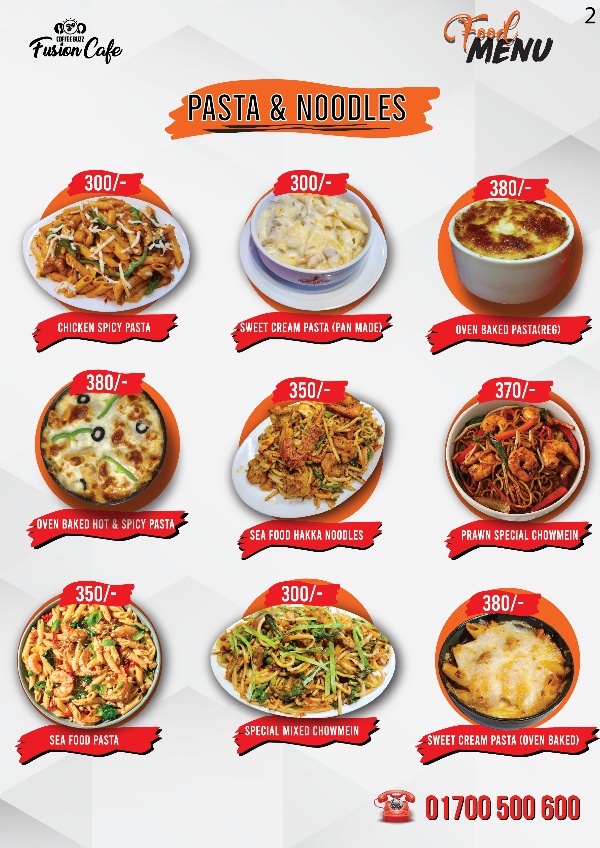 2
COFFEE BUZZ
Fusion Cafe
Food
MENU
PASTA & NOODLES
300/-
300/-
380/-
CHICKEN SPICY PASTA
SWEET CREAM PASTA (PAN MADE)
OVEN BAKED PASTA(REG)
380/-
350/-
370/-
OVEN BAKED HOT & SPICY PASTA
SEA FOOD HAKKA NOODLES
PRAWN SPECIAL CHOWMEIN
350/-
300/-
380/-
SEA FOOD PASTA
SPECIAL MIXED CHOWMEIN
SWEET CREAM PASTA (OVEN BAKED)
01700 500 600